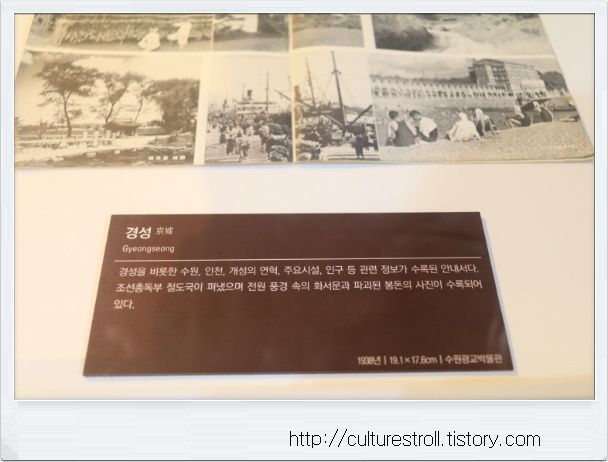 경성 京城
Gyeongseong
경성을 비롯한 수원, 인천, 개성의 연혁, 주요시설, 인구 등 관련 정보가 수록된 안내서다.
조선총독부 철도국이 펴냈으며 전원 풍경 속의 화서문과 파괴된 봉돈의 사진이 수록되어
있다.
1938년 | 19.1×17.6cm | 수원광교박물관
http://culturestroll.tistory.com